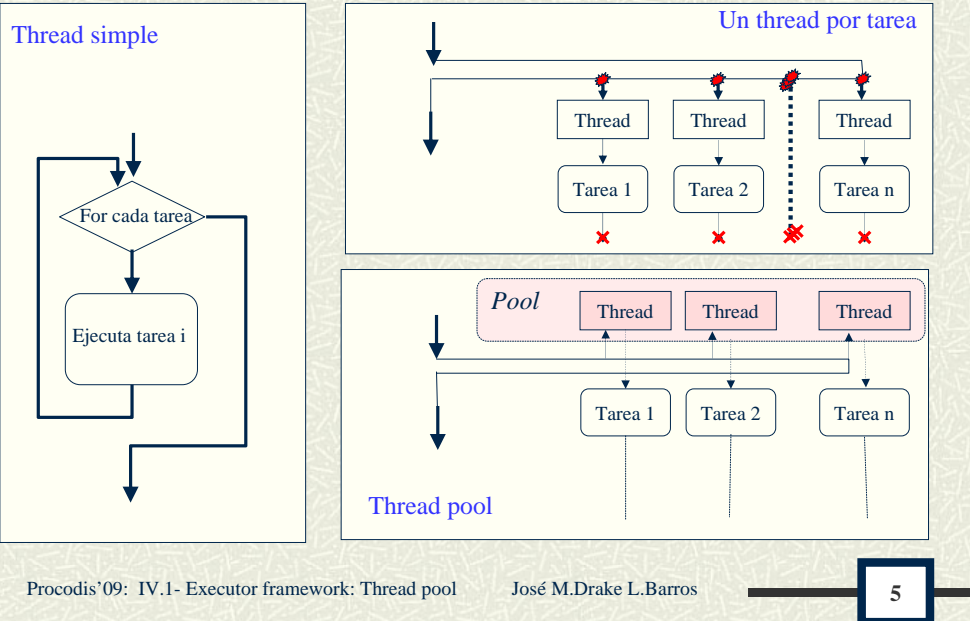 Thread simple
For cada tarea
Ejecuta tarea i
Un thread por tarea
Thread
Thread
Thread
Tarea 1
Tarea 2
Tarea n
Pool
Thread
Thread
Thread
Tarea 1
Tarea 2
Tarea n
Thread pool
Procodis’09: IV.1- Executor framework: Thread pool
José M.Drake L.Barros
5